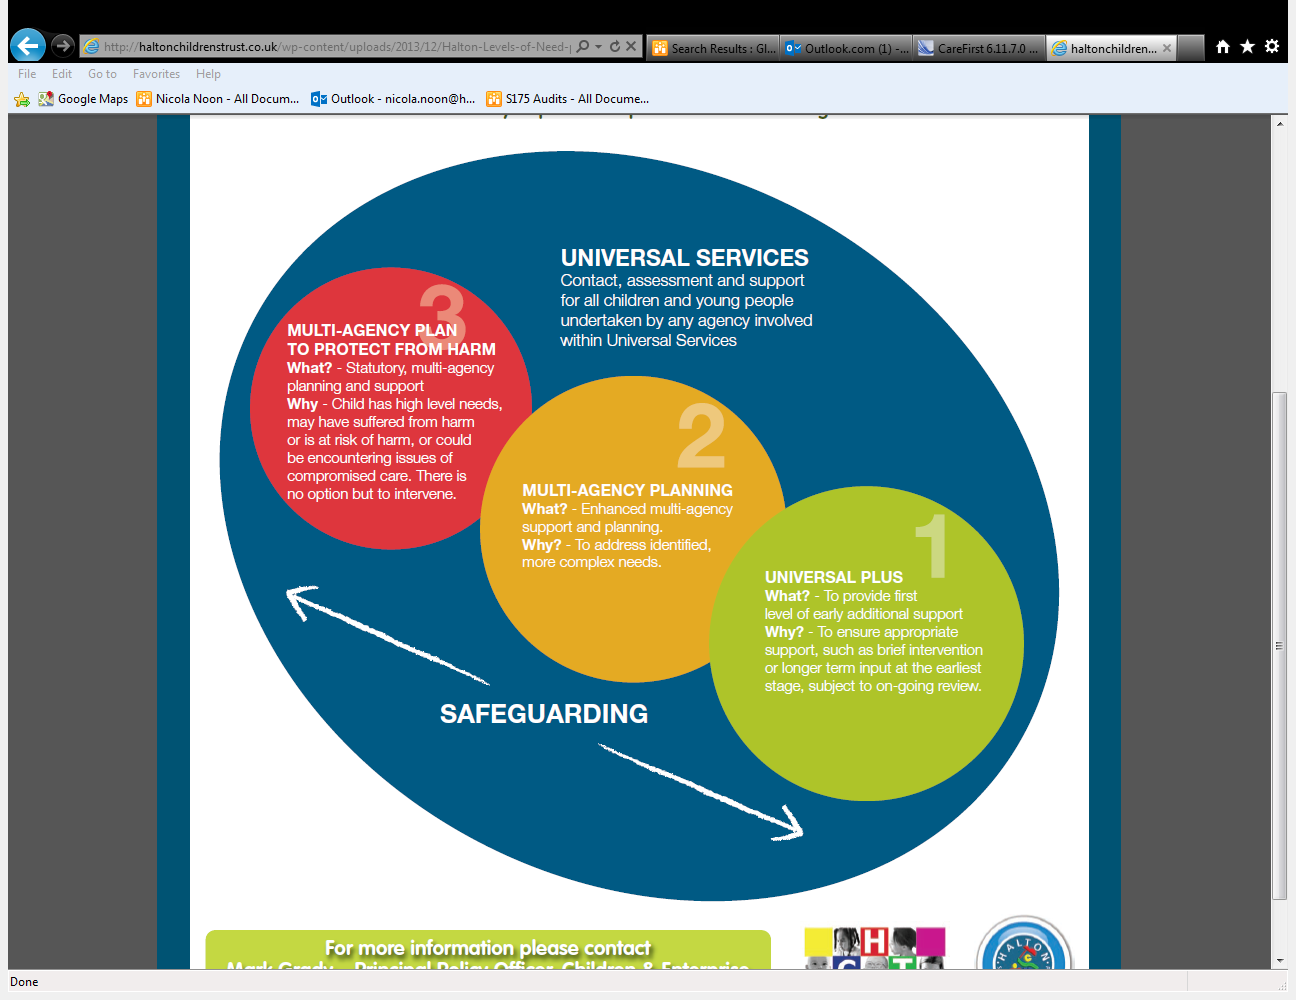 http://haltonchildrenstrust.co.uk/wp-content/uploads/2013/12/Halton-Levels-of-Need-
Search Results : Gl...
Outlook.com (1) -...
CareFirst 6.11.7.0 ...
haltonchildren...
File Edit Go to Favorites Help
Google Maps
Nicola Noon - All Docum...
Outlook - nicola.noon@h...
S175 Audits - All Docume...
UNIVERSAL SERVICES
Contact, assessment and support
for all children and young people
undertaken by any agency involved
within Universal Services
3
MULTI-AGENCY PLAN
TO PROTECT FROM HARM
What? - Statutory, multi-agency
planning and support
Why - Child has high level needs,
may have suffered from harm
or is at risk of harm, or could
be encountering issues of
compromised care. There is
no option but to intervene.
2
MULTI-AGENCY PLANNING
What? - Enhanced multi-agency
support and planning.
Why? - To address identified,
more complex needs.
1
UNIVERSAL PLUS
What? - To provide first
level of early additional support
Why? - To ensure appropriate
support, such as brief intervention
or longer term input at the earliest
stage, subject to on-going review.
SAFEGUARDING
For more information please contact
Mark Grady - Principal Policy Officer, Children & Enterprise
H
C T
HALTON
Done